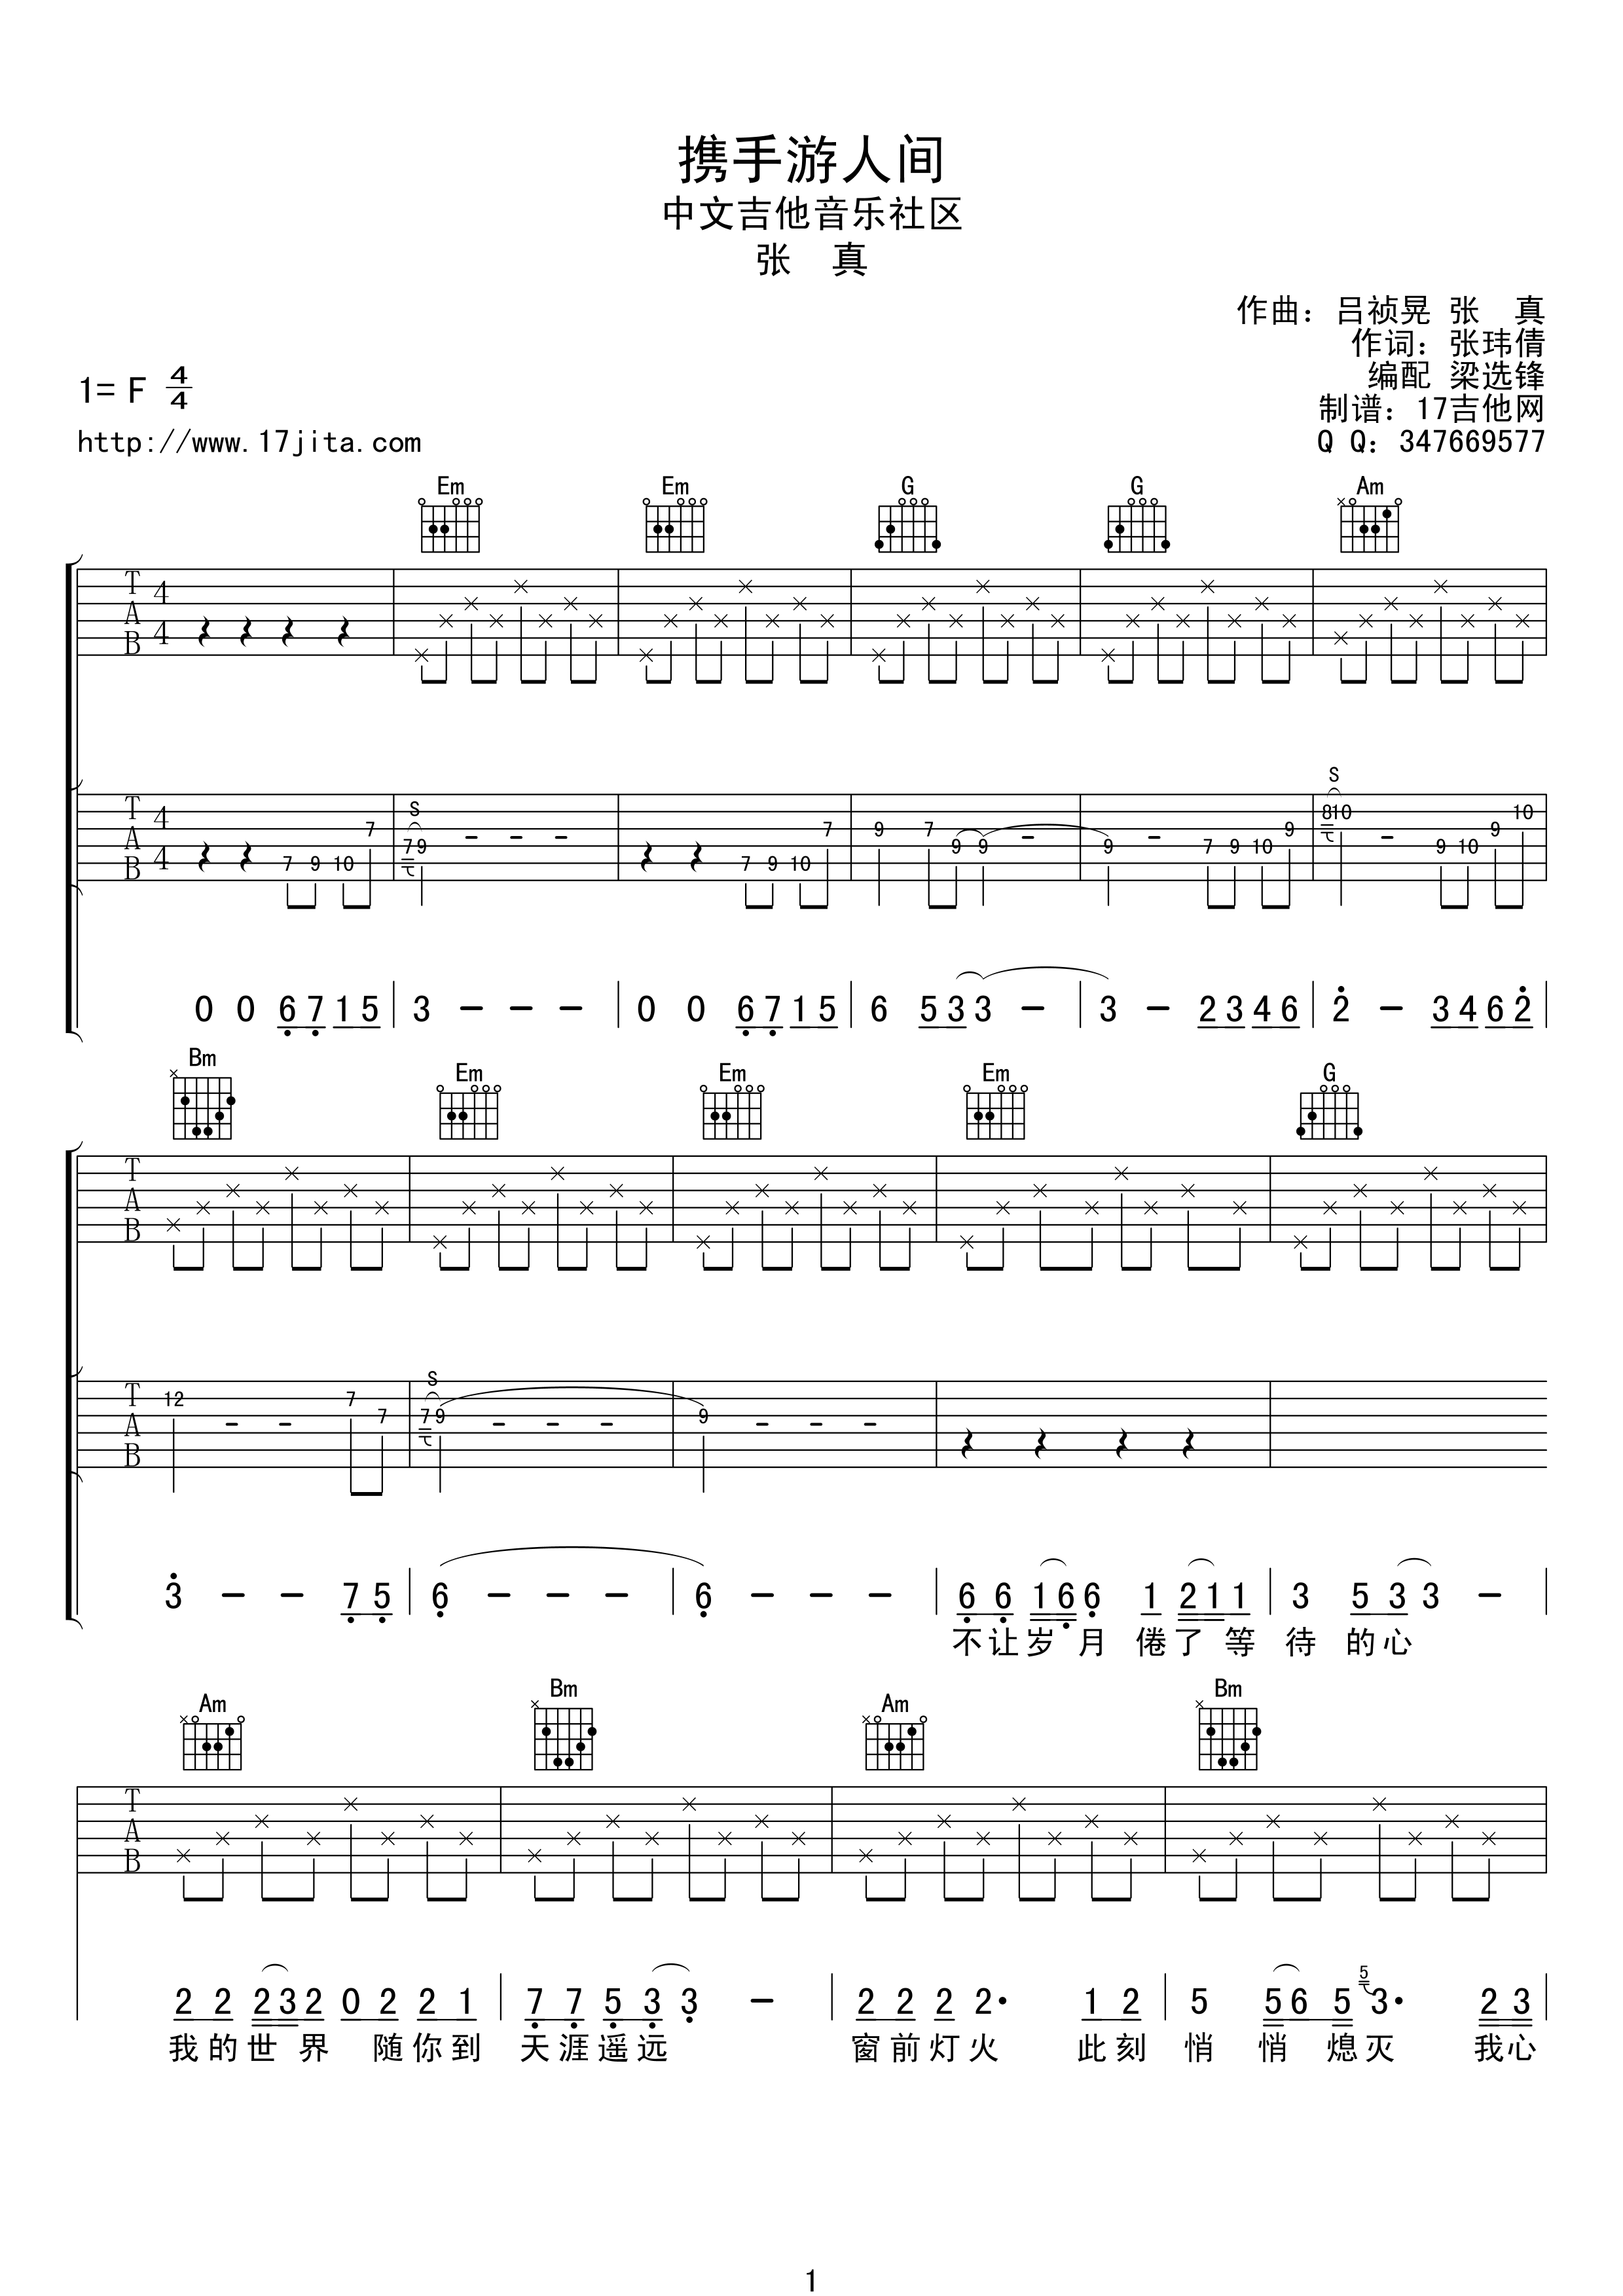 携手游人间
中文吉他音乐社区
张 真
作曲：吕祯晃 张 真
作词：张玮倩
编配 梁选锋
1= F 4/4
制谱：17吉他网
http://www.17jita.com
Q Q：347669577
Em Em G G Am
T A B 4 4
S S
T A B 4 4 7 9 10 7 7 9 7 9 10 7 9 7 9 9 9 7 9 10 9 8 10 9 10 9 10
0 0 6 7 1 5 3 - - - 0 0 6 7 1 5 6 5 3 3 - 3 - 2 3 4 6 2 - 3 4 6 2
Bm Em Em Em G
T A B
S
T A B 12 7 7 7 9 9
3 - - 7 5 6 - - - 6 - - - 6 6 1 6 6 1 2 1 1 3 5 3 3 -
不让岁 月 倦了 等 待 的心
Am Bm Am Bm
T A B
2 2 2 3 2 0 2 2 1 7 7 5 3 3 - 2 2 2 2· 1 2 5 5 6 5 5 3· 2 3
我的世 界 随你到 天涯遥远 窗前灯火 此刻 悄 悄 熄灭 我心
1